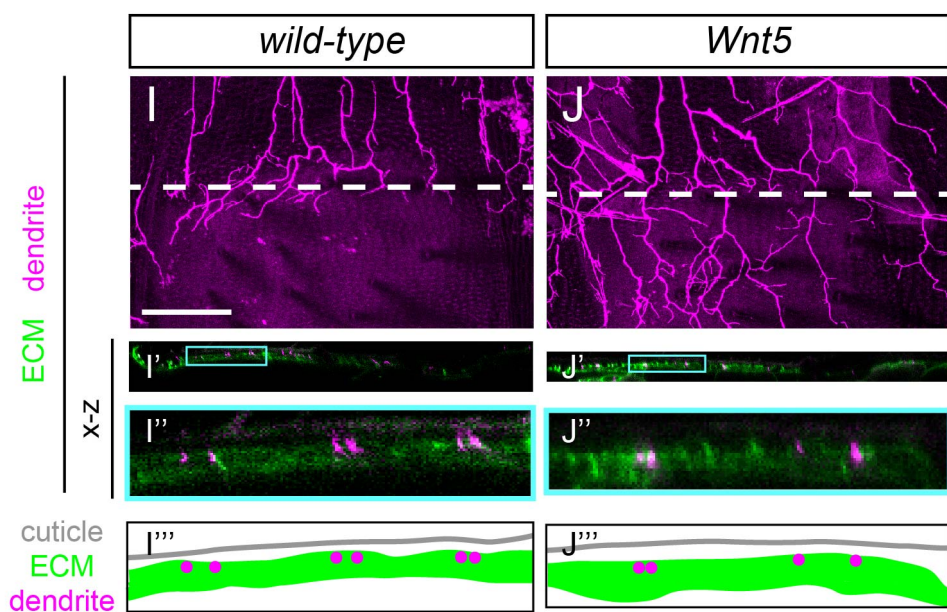 wild-type
Wnt5
I
J
ECM dendrite
I'
J'
x-z
I''
J''
cuticle
ECM
dendrite
I'''
J'''